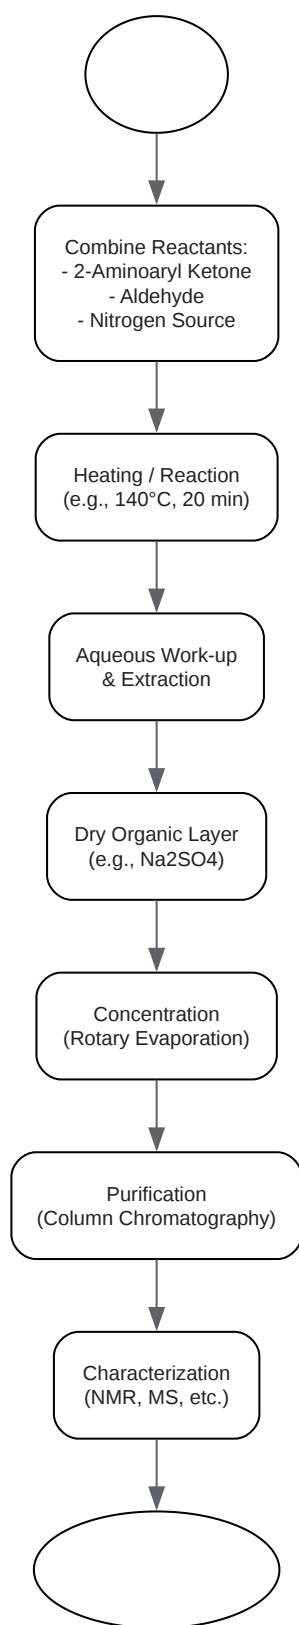 Combine Reactants:
- 2-Aminoaryl Ketone
- Aldehyde
- Nitrogen Source
Heating / Reaction
(e.g., 140°C, 20 min)
Aqueous Work-up
& Extraction
Dry Organic Layer
(e.g., Na2SO4)
Concentration
(Rotary Evaporation)
Purification
(Column Chromatography)
Characterization
(NMR, MS, etc.)